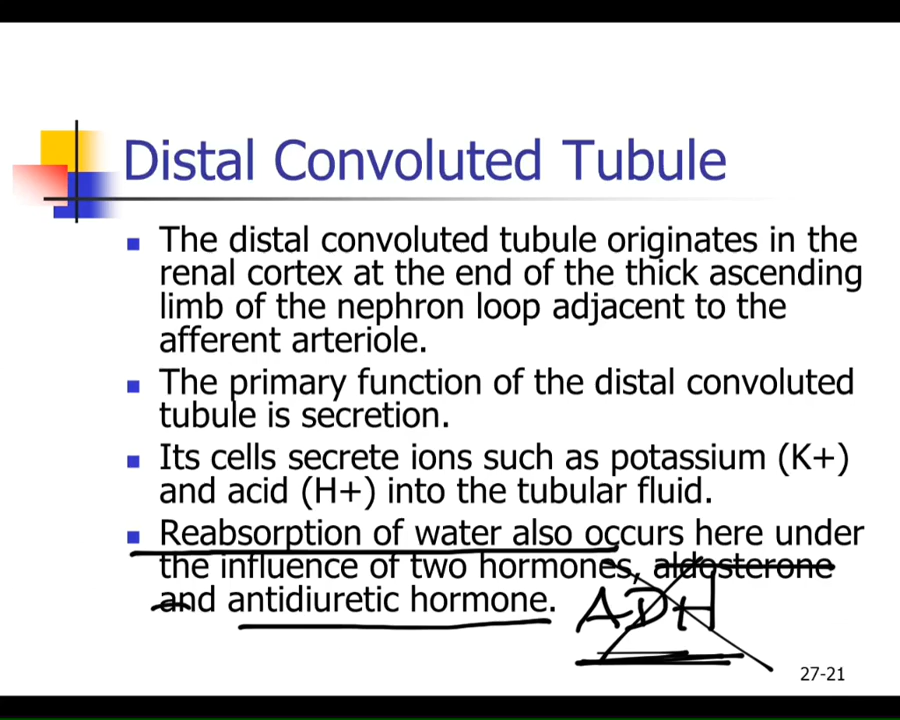 Distal Convoluted Tubule
The distal convoluted tubule originates in the
renal cortex at the end of the thick ascending
limb of the nephron loop adjacent to the
afferent arteriole.
The primary function of the distal convoluted
tubule is secretion.
Its cells secrete ions such as potassium (K+)
and acid (H+) into the tubular fluid.
Reabsorption of water also occurs here under
the influence of two hormones, aldosterone
and antidiuretic hormone.
ADH
27-21